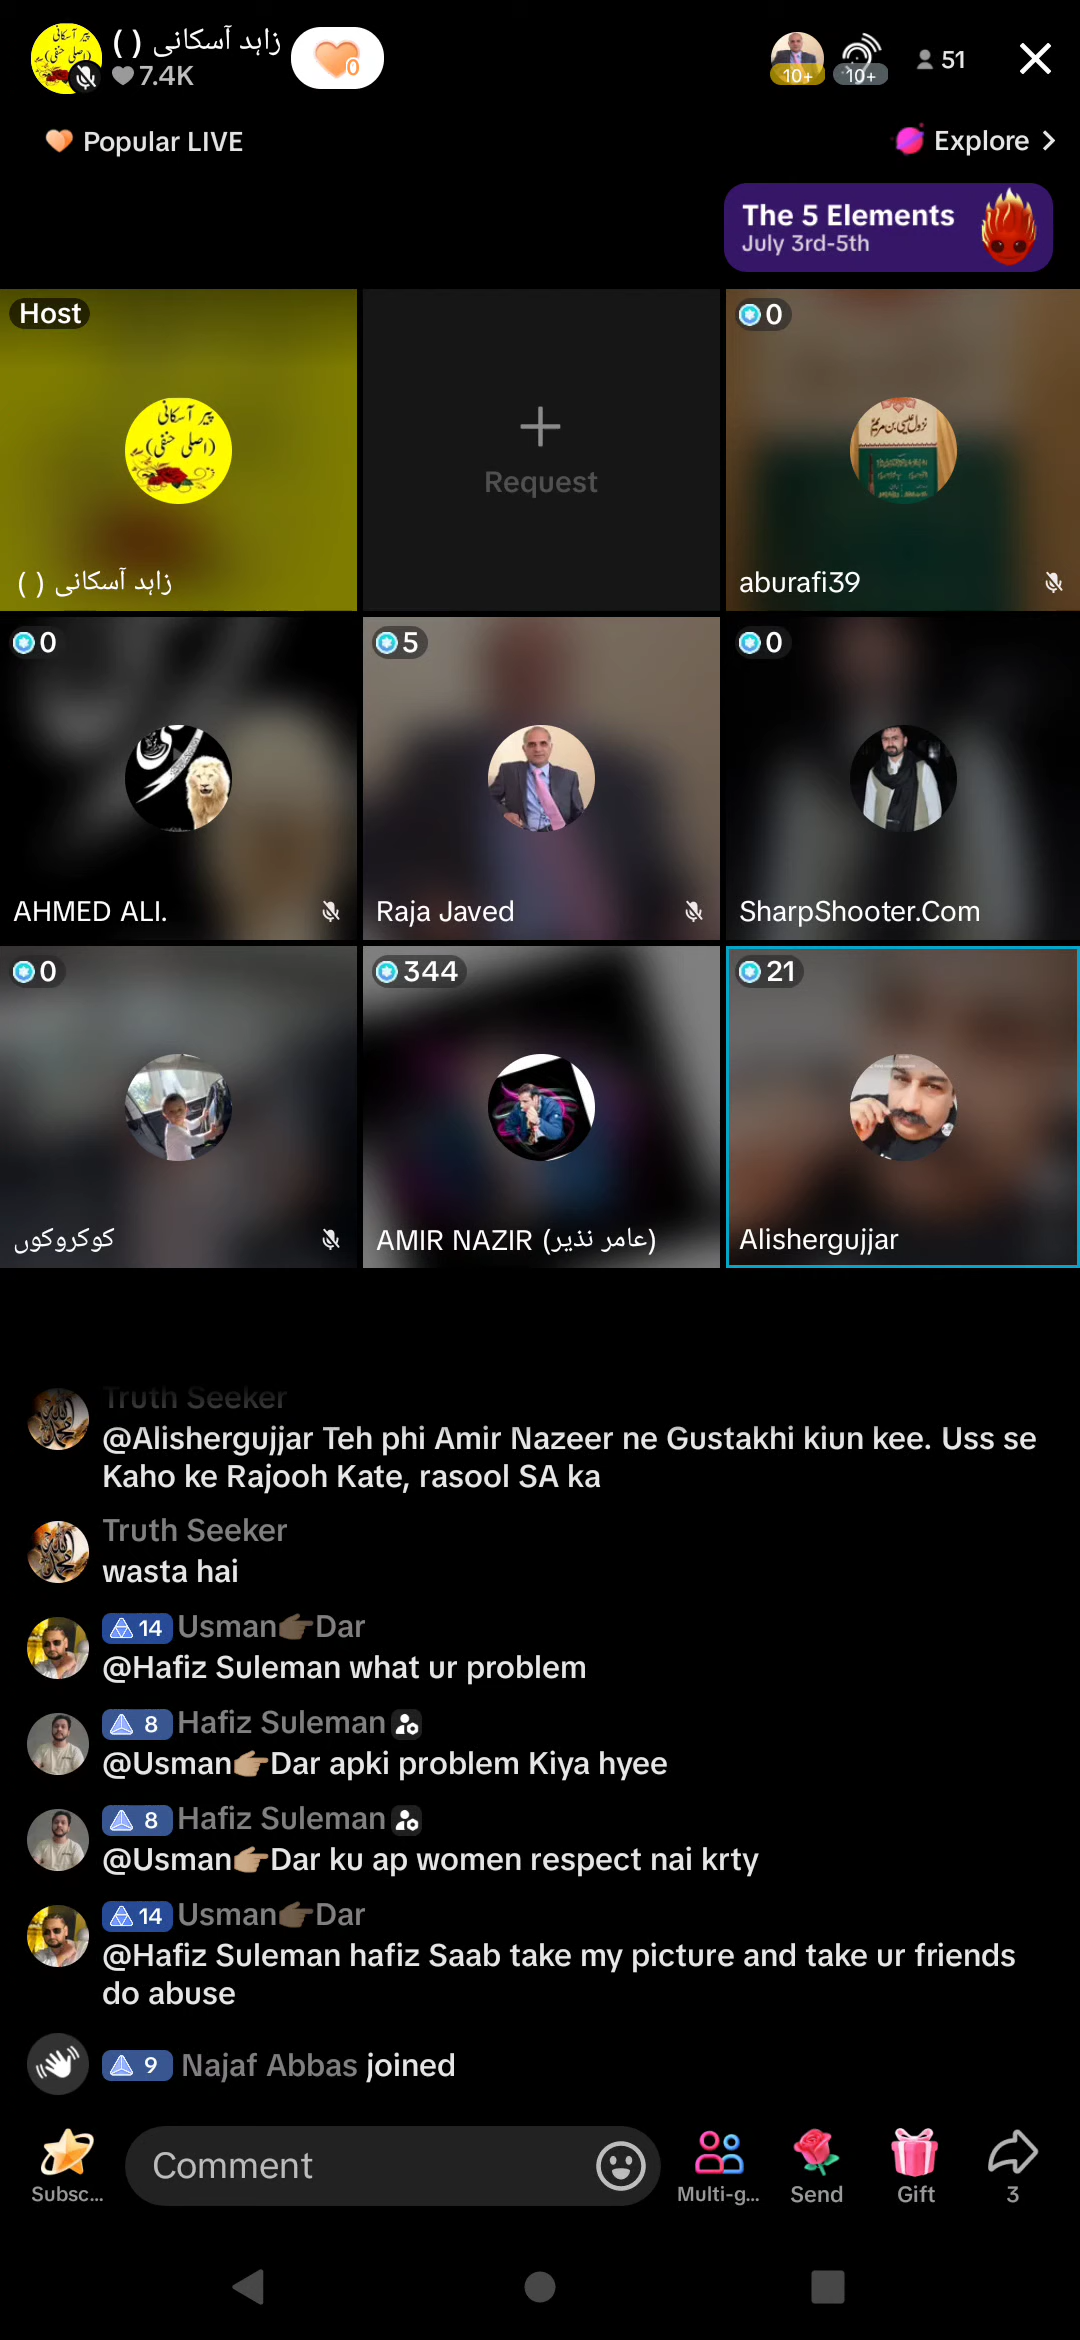 زاہد آسکانی ( )
7.4K
0
10+
10+
51
Popular LIVE
Explore
The 5 Elements
July 3rd-5th
Host
Request
0
پیر آسکانی
(اصلی حنفی)
زاہد آسکانی ( )
aburafi39
0
5
0
AHMED ALI.
Raja Javed
SharpShooter.Com
0
344
21
کوکروکوں
AMIR NAZIR (عامر نذیر)
Alishergujjar
Truth Seeker
@Alishergujjar Teh phi Amir Nazeer ne Gustakhi kiun kee. Uss se
Kaho ke Rajooh Kate, rasool SA ka
Truth Seeker
wasta hai
14 Usman👉🏽Dar
@Hafiz Suleman what ur problem
8 Hafiz Suleman
@Usman👉🏽Dar apki problem Kiya hyee
8 Hafiz Suleman
@Usman👉🏽Dar ku ap women respect nai krty
14 Usman👉🏽Dar
@Hafiz Suleman hafiz Saab take my picture and take ur friends
do abuse
9 Najaf Abbas joined
Comment
Subsc...
Multi-g...
Send
Gift
3